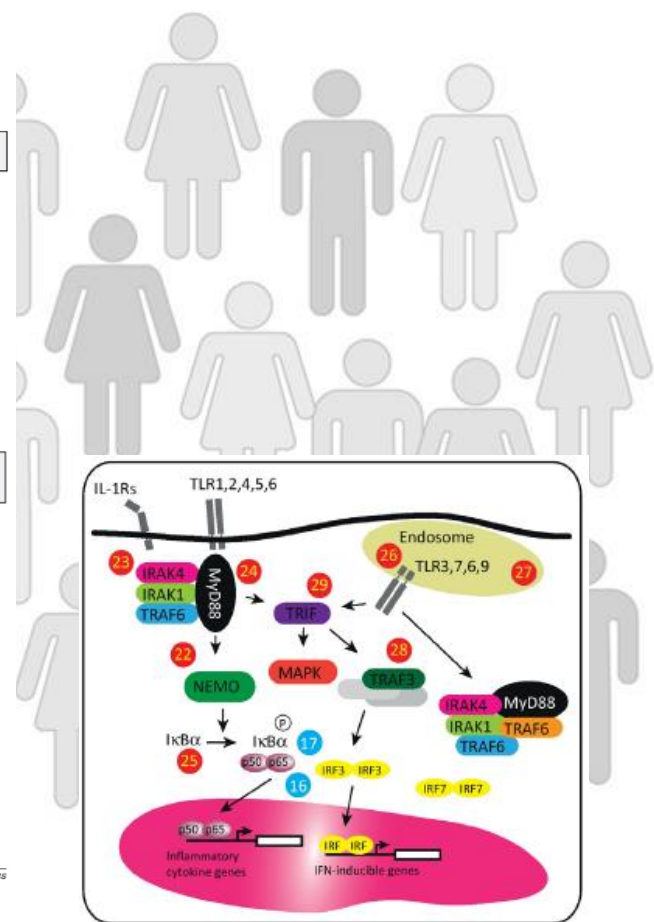 IL-1Rs
TLR1,2,4,5,6
Endosome
26
TLR3,7,6,9
27
23
IRAK4
IRAK1
TRAF6
MyD88
24
29
TRIF
22
NEMO
MAPK
28
TRAF3
IRAK4
MyD88
IRAK1
TRAF6
TRAF6
P
IκBα
IκBα
17
25
p50 p65
16
IRF3 IRF3
IRF7 IRF7
p50 p65
Inflammatory
cytokine genes
IRF IRF
IFN-inducible genes